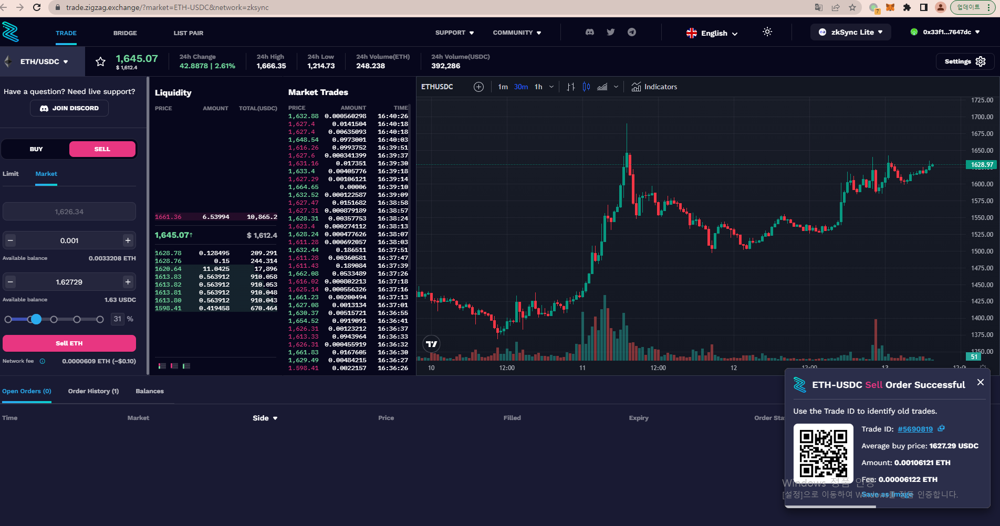 trade.zigzag.exchange/?market=ETH-USDC&network=zksync
7
업데이트
TRADE
BRIDGE
LIST PAIR
SUPPORT
COMMUNITY
English
zkSync Lite
0x33f1...7647dc
ETH/USDC
1,645.07
$ 1,612.4
24h Change
42.8878 | 2.61%
24h High
1,666.35
24h Low
1,214.73
24h Volume(ETH)
248.238
24h Volume(USDC)
392,286
Settings
Have a question? Need live support?
JOIN DISCORD
BUY SELL
Limit Market
1,626.34
0.001
Available balance 0.0033208 ETH
1.62729
Available balance 1.63 USDC
31 %
Sell ETH
Network fee 0.0000609 ETH (~$0.10)
Liquidity
PRICE AMOUNT TOTAL(USDC)
1661.36 6.53994 10,865.2
1,645.07↑ $ 1,612.4
1628.78 0.128495 209.291
1628.76 0.15 244.314
1620.64 11.0425 17,896
1613.83 0.563912 910.058
1613.82 0.563912 910.053
1613.81 0.563912 910.048
1613.80 0.563912 910.043
1598.41 0.419458 670.464
Market Trades
PRICE AMOUNT TIME
1,632.88 0.000560298 16:40:26
1,627.4 0.0141504 16:40:18
1,627.4 0.00635093 16:40:18
1,648.54 0.0973001 16:40:03
1,616.26 0.0993752 16:39:51
1,627.6 0.000341399 16:39:37
1,631.16 0.017351 16:39:30
1,633.4 0.00405776 16:39:18
1,627.29 0.00106121 16:39:14
1,664.65 0.00006 16:39:10
1,632.52 0.000122587 16:39:09
1,627.47 0.0151682 16:38:58
1,627.31 0.000879189 16:38:57
1,628.31 0.00357753 16:38:24
1,623.4 0.000274112 16:38:13
1,628.24 0.000477626 16:38:07
1,611.28 0.000692057 16:38:03
1,632.44 0.186511 16:37:51
1,611.28 0.00360581 16:37:47
1,611.43 0.189084 16:37:39
1,662.08 0.0533489 16:37:26
1,616.02 0.000802213 16:37:18
1,625.14 0.000556326 16:37:16
1,661.23 0.00200494 16:37:13
1,627.08 0.0013134 16:37:01
1,630.37 0.00515721 16:36:55
1,654.52 0.0919091 16:36:41
1,626.31 0.00123212 16:36:37
1,613.33 0.0943964 16:36:33
1,626.31 0.000455919 16:36:32
1,661.83 0.0167605 16:36:30
1,629.49 0.00484215 16:36:27
1,598.41 0.0022157 16:36:26
ETHUSDC 1m 30m 1h Indicators
1725.00
1700.00
1675.00
1650.00
1628.97
1600.00
1575.00
1550.00
1525.00
1500.00
1475.00
1450.00
1425.00
1400.00
1375.00
1350.00
51
10 12:00 11 12:00 12 12:00 13 12:0
Open Orders (0) Order History (1) Balances
Time Market Side Price Filled Expiry Order Sta
ETH-USDC Sell Order Successful
Use the Trade ID to identify old trades.
Trade ID: #5690819
Average buy price: 1627.29 USDC
Amount: 0.00106121 ETH
Fee: 0.00006122 ETH
Save as image
Windows 정품 인증
[설정]으로 이동하여 Windows를 정품 인증합니다.